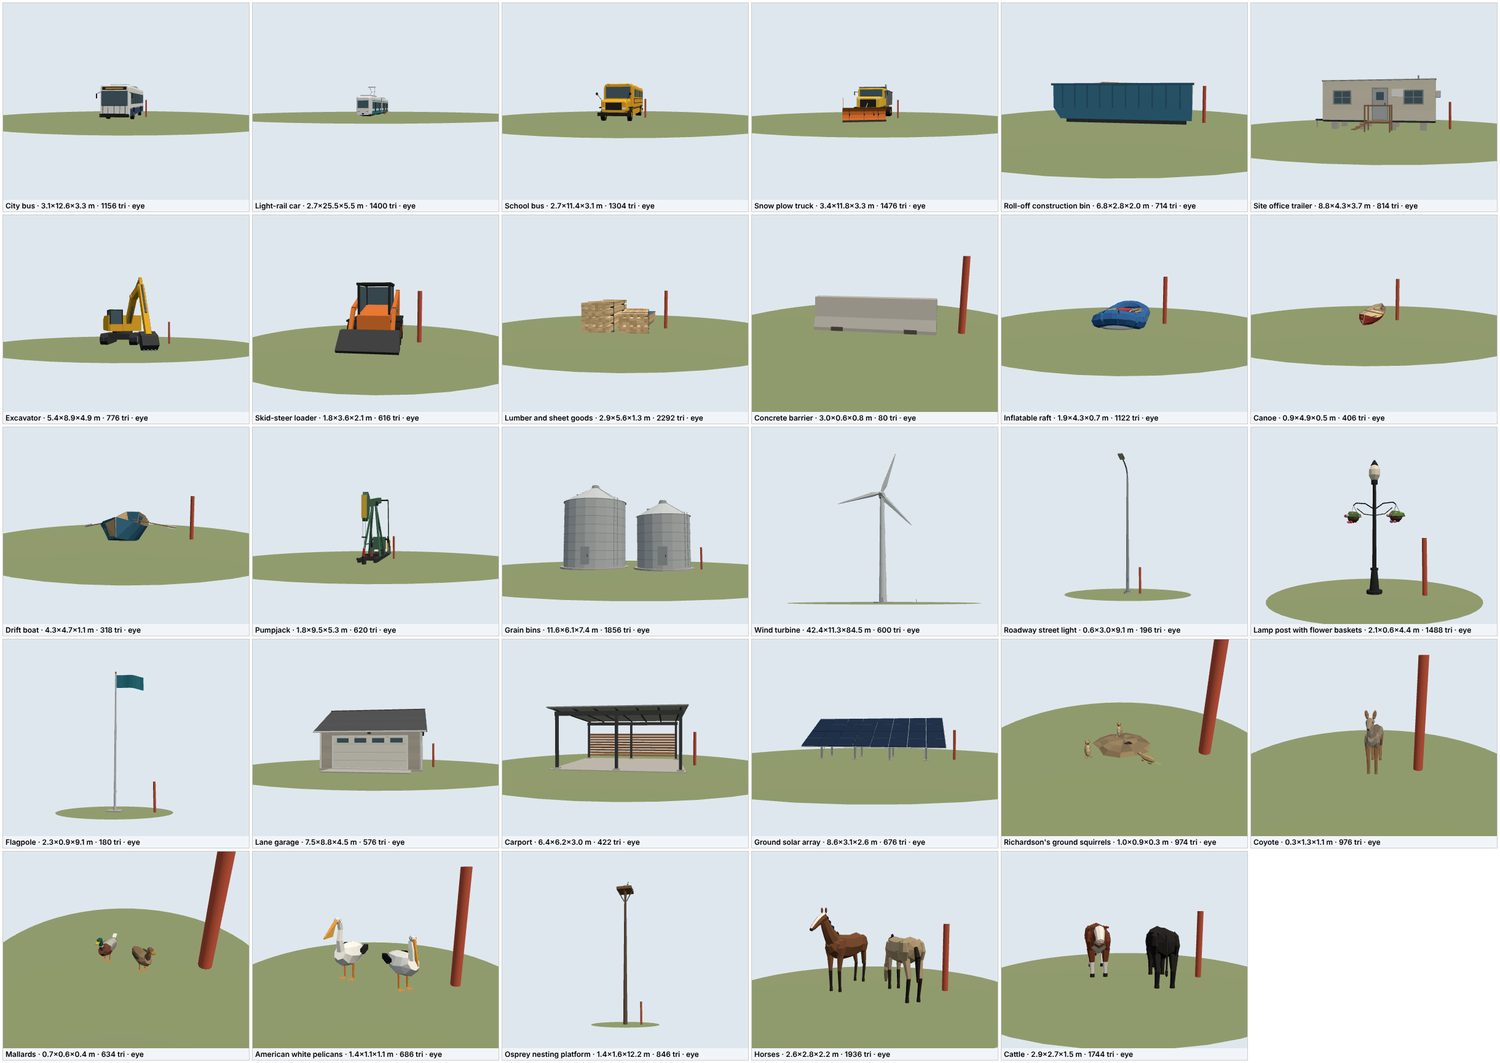 City bus · 3.1×12.6×3.3 m · 1156 tri · eye
Light-rail car · 2.7×25.5×5.5 m · 1400 tri · eye
School bus · 2.7×11.4×3.1 m · 1304 tri · eye
Snow plow truck · 3.4×11.8×3.3 m · 1476 tri · eye
Roll-off construction bin · 6.8×2.8×2.0 m · 714 tri · eye
Site office trailer · 8.8×4.3×3.7 m · 814 tri · eye
Excavator · 5.4×8.9×4.9 m · 776 tri · eye
Skid-steer loader · 1.8×3.6×2.1 m · 616 tri · eye
Lumber and sheet goods · 2.9×5.6×1.3 m · 2292 tri · eye
Concrete barrier · 3.0×0.6×0.8 m · 80 tri · eye
Inflatable raft · 1.9×4.3×0.7 m · 1122 tri · eye
Canoe · 0.9×4.9×0.5 m · 406 tri · eye
Drift boat · 4.3×4.7×1.1 m · 318 tri · eye
Pumpjack · 1.8×9.5×5.3 m · 620 tri · eye
Grain bins · 11.6×6.1×7.4 m · 1856 tri · eye
Wind turbine · 42.4×11.3×84.5 m · 600 tri · eye
Roadway street light · 0.6×3.0×9.1 m · 196 tri · eye
Lamp post with flower baskets · 2.1×0.6×4.4 m · 1488 tri · eye
Flagpole · 2.3×0.9×9.1 m · 180 tri · eye
Lane garage · 7.5×8.8×4.5 m · 576 tri · eye
Carport · 6.4×6.2×3.0 m · 422 tri · eye
Ground solar array · 8.6×3.1×2.6 m · 676 tri · eye
Richardson's ground squirrels · 1.0×0.9×0.3 m · 974 tri · eye
Coyote · 0.3×1.3×1.1 m · 976 tri · eye
Mallards · 0.7×0.6×0.4 m · 634 tri · eye
American white pelicans · 1.4×1.1×1.1 m · 686 tri · eye
Osprey nesting platform · 1.4×1.6×12.2 m · 846 tri · eye
Horses · 2.6×2.8×2.2 m · 1936 tri · eye
Cattle · 2.9×2.7×1.5 m · 1744 tri · eye